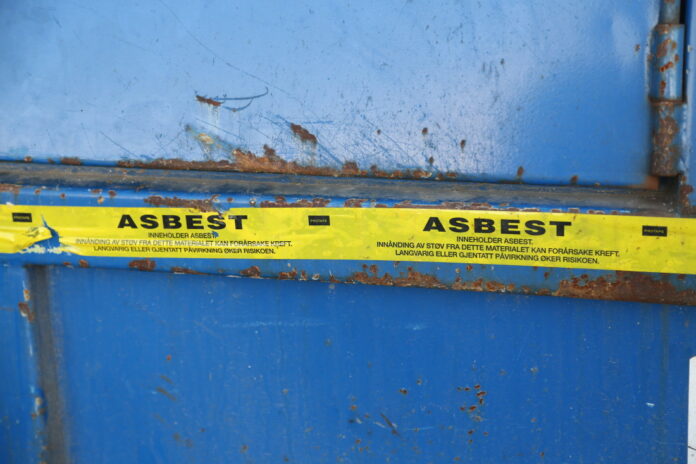 ASBEST
INNEHOLDER ASBEST.
INNÅNDING AV STØV FRA DETTE MATERIALET KAN FORÅRSAKE KREFT.
LANGVARIG ELLER GJENTATT PÅVIRKNING ØKER RISIKOEN.
ASBEST
INNEHOLDER ASBEST.
INNÅNDING AV STØV FRA DETTE MATERIALET KAN FORÅRSAKE KREFT.
LANGVARIG ELLER GJENTATT PÅVIRKNING ØKER RISIKOEN.